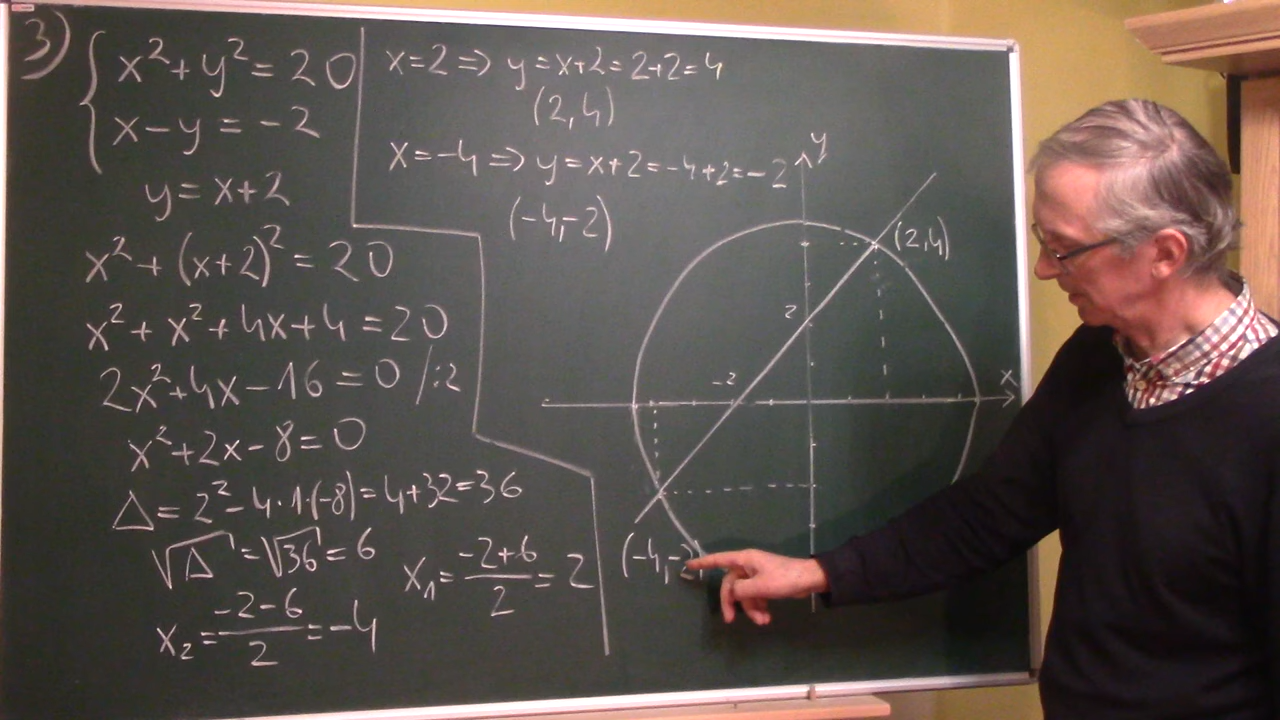 3)
x² + y² = 20
x − y = −2
y = x+2
x² + (x+2)² = 20
x² + x² + 4x + 4 = 20
2x² + 4x − 16 = 0 /:2
x² + 2x − 8 = 0
Δ = 2² − 4·1·(−8) = 4+32 = 36
√Δ = √36 = 6
x₁ = (−2+6)/2 = 2
x₂ = (−2−6)/2 = −4
x=2 ⇒ y = x+2 = 2+2 = 4
(2,4)
x=−4 ⇒ y = x+2 = −4+2 = −2
(−4,−2)
y
(2,4)
2
−2
x
(−4,−2)